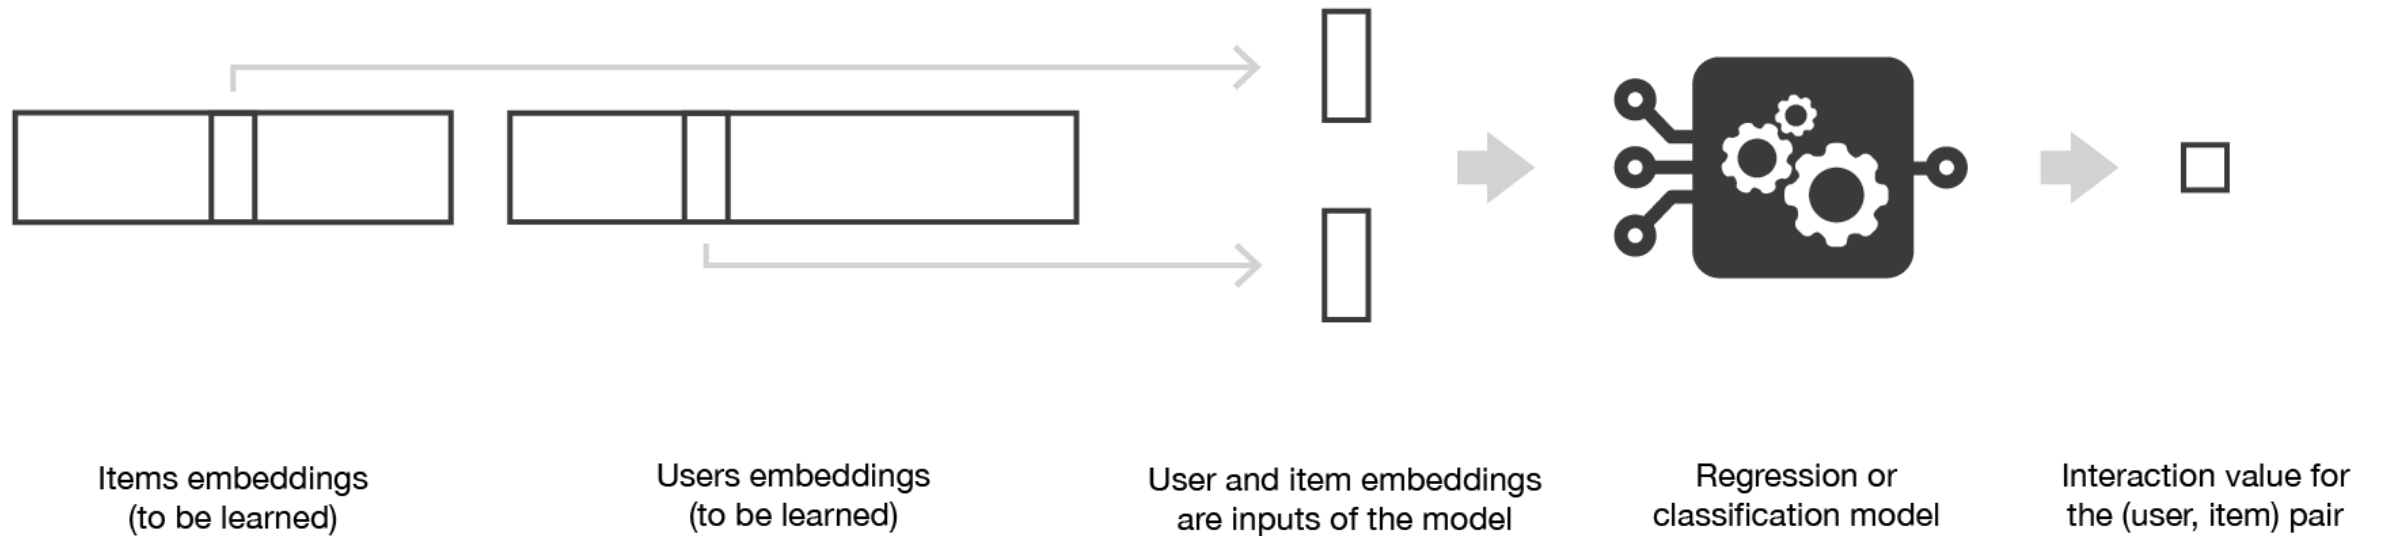 Items embeddings
(to be learned)
Users embeddings
(to be learned)
User and item embeddings
are inputs of the model
Regression or
classification model
Interaction value for
the (user, item) pair